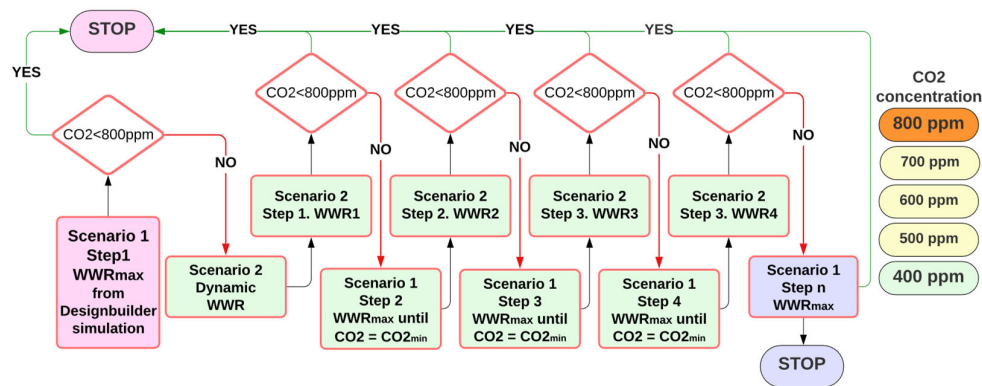 STOP
YES
YES
YES
YES
YES
CO2<800ppm
CO2<800ppm
CO2<800ppm
CO2<800ppm
CO2<800ppm
NO
NO
NO
NO
NO
Scenario 1
Step1
WWRmax
from
Designbuilder
simulation
Scenario 2
Dynamic
WWR
Scenario 2
Step 1. WWR1
Scenario 1
Step 2
WWRmax until
CO2 = CO2min
Scenario 2
Step 2. WWR2
Scenario 1
Step 3
WWRmax until
CO2 = CO2min
Scenario 2
Step 3. WWR3
Scenario 1
Step 4
WWRmax until
CO2 = CO2min
Scenario 2
Step 3. WWR4
Scenario 1
Step n
WWRmax
STOP
CO2
concentration
800 ppm
700 ppm
600 ppm
500 ppm
400 ppm